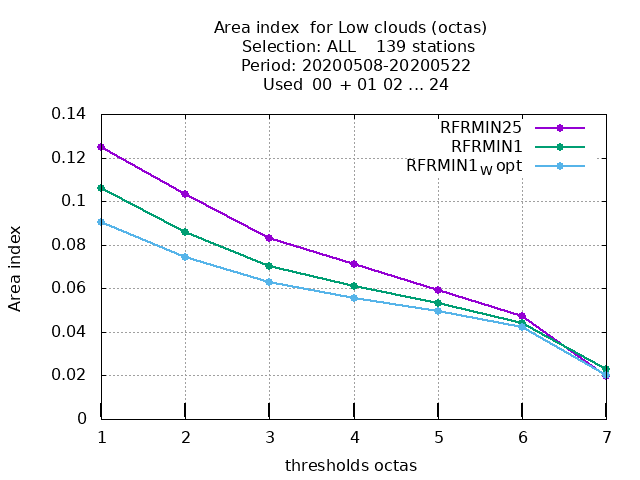 Area index  for Low clouds (octas)
Selection: ALL    139 stations
Period: 20200508-20200522
Used  00  + 01 02 ... 24
RFRMIN25
RFRMIN1
RFRMIN1W opt
0.14
0.12
0.1
0.08
0.06
0.04
0.02
0
Area index
1 2 3 4 5 6 7
thresholds octas